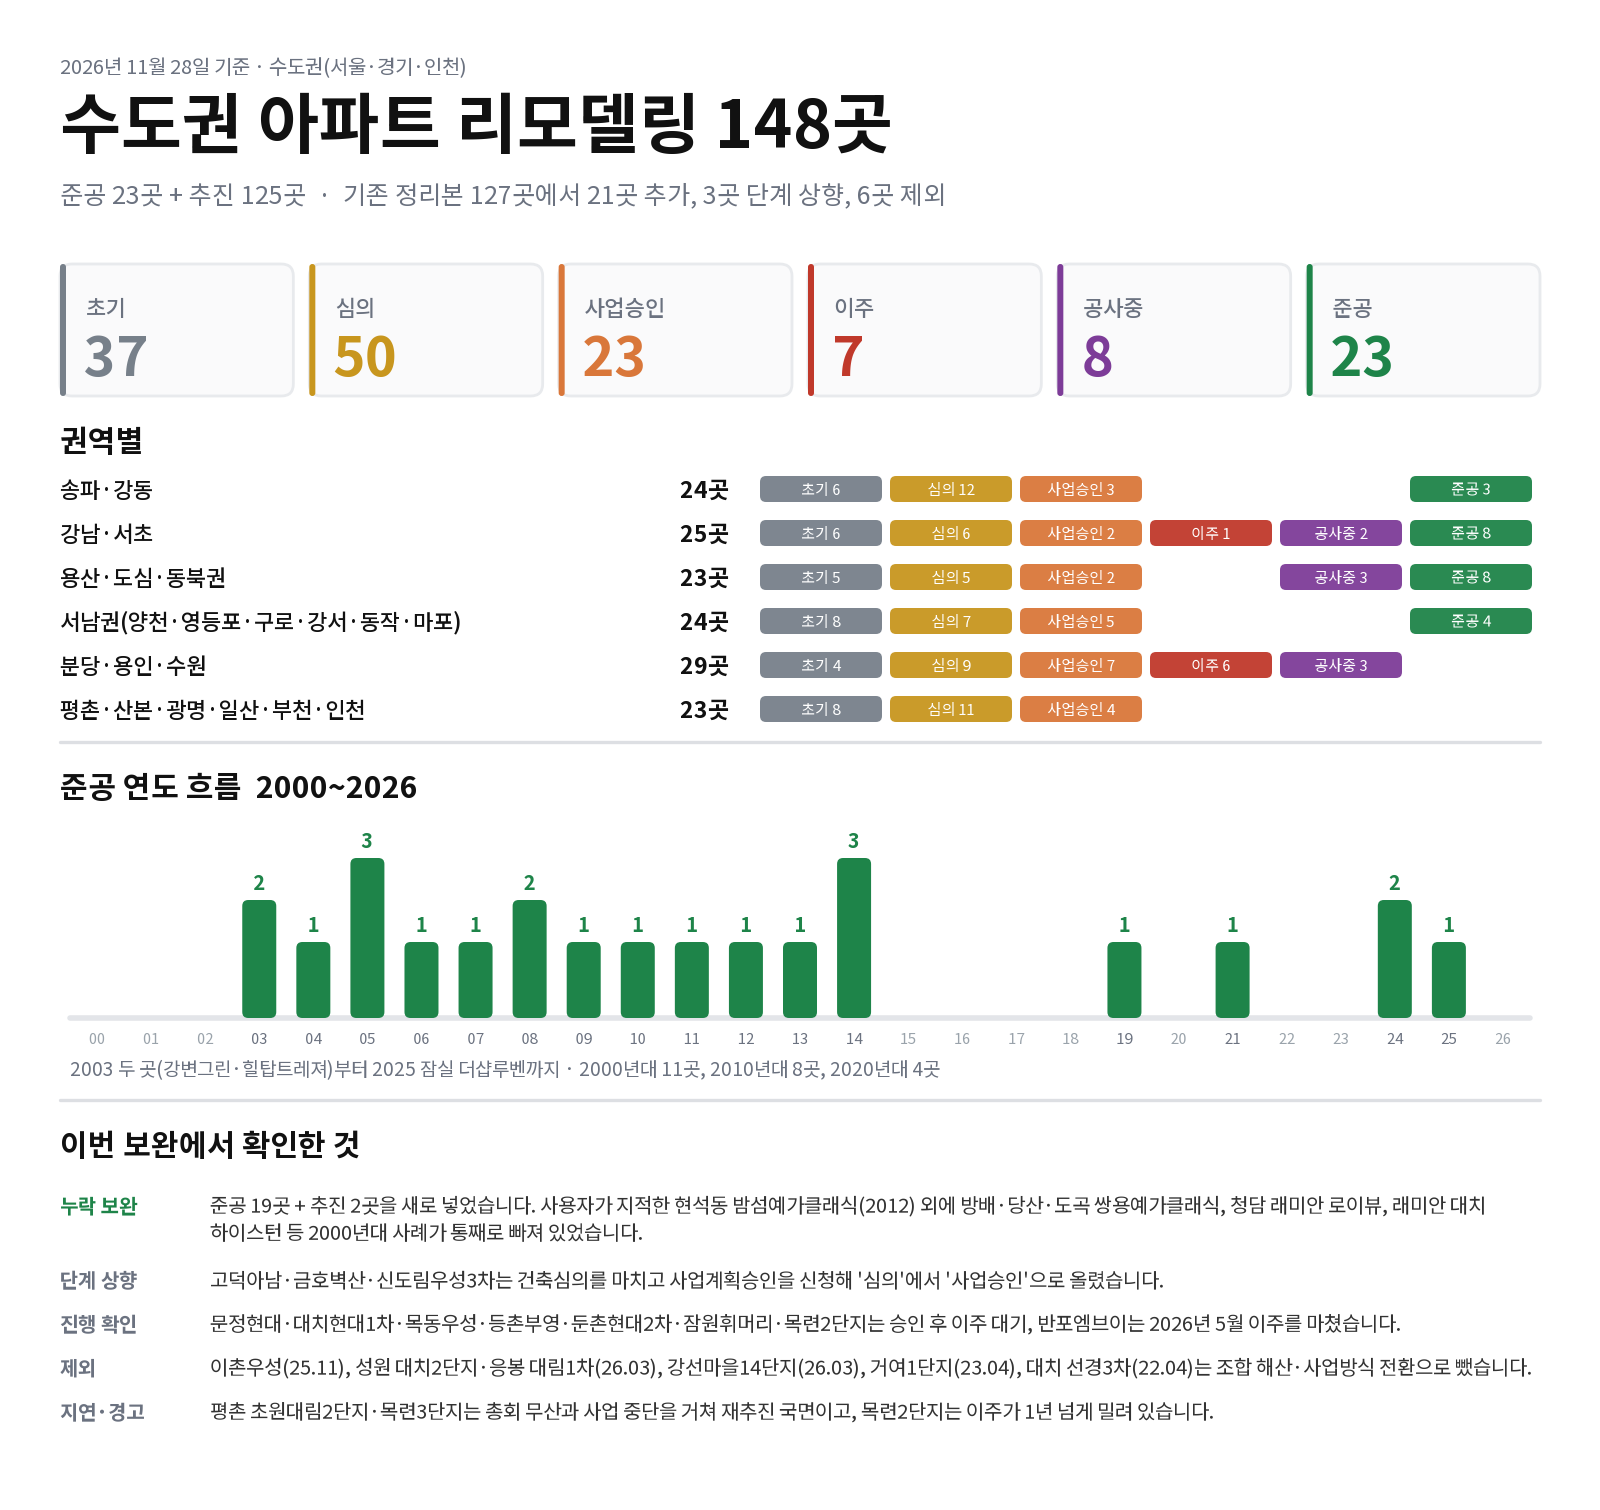 2026년 11월 28일 기준 · 수도권(서울·경기·인천)
수도권 아파트 리모델링 148곳
준공 23곳 + 추진 125곳 · 기존 정리본 127곳에서 21곳 추가, 3곳 단계 상향, 6곳 제외
초기 심의 사업승인 이주 공사중 준공
37 50 23 7 8 23
권역별
송파·강동 24곳 초기 6 심의 12 사업승인 3 준공 3
강남·서초 25곳 초기 6 심의 6 사업승인 2 이주 1 공사중 2 준공 8
용산·도심·동북권 23곳 초기 5 심의 5 사업승인 2 공사중 3 준공 8
서남권(양천·영등포·구로·강서·동작·마포) 24곳 초기 8 심의 7 사업승인 5 준공 4
분당·용인·수원 29곳 초기 4 심의 9 사업승인 7 이주 6 공사중 3
평촌·산본·광명·일산·부천·인천 23곳 초기 8 심의 11 사업승인 4
준공 연도 흐름 2000~2026
2 1 3 1 1 2 1 1 1 1 1 3 1 1 2 1
00 01 02 03 04 05 06 07 08 09 10 11 12 13 14 15 16 17 18 19 20 21 22 23 24 25 26
2003 두 곳(강변그린·힐탑트레져)부터 2025 잠실 더샵루벤까지 · 2000년대 11곳, 2010년대 8곳, 2020년대 4곳
이번 보완에서 확인한 것
누락 보완 준공 19곳 + 추진 2곳을 새로 넣었습니다. 사용자가 지적한 현석동 밤섬예가클래식(2012) 외에 방배·당산·도곡 쌍용예가클래식, 청담 래미안 로이뷰, 래미안 대치
하이스턴 등 2000년대 사례가 통째로 빠져 있었습니다.
단계 상향 고덕아남·금호벽산·신도림우성3차는 건축심의를 마치고 사업계획승인을 신청해 '심의'에서 '사업승인'으로 올렸습니다.
진행 확인 문정현대·대치현대1차·목동우성·등촌부영·둔촌현대2차·잠원훼미리·목련2단지는 승인 후 이주 대기, 반포엠브이는 2026년 5월 이주를 마쳤습니다.
제외 이촌우성(25.11), 성원 대치2단지·응봉 대림1차(26.03), 강선마을14단지(26.03), 거여1단지(23.04), 대치 선경3차(22.04)는 조합 해산·사업방식 전환으로 뺐습니다.
지연·경고 평촌 초원대림2단지·목련3단지는 총회 무산과 사업 중단을 거쳐 재추진 국면이고, 목련2단지는 이주가 1년 넘게 밀려 있습니다.